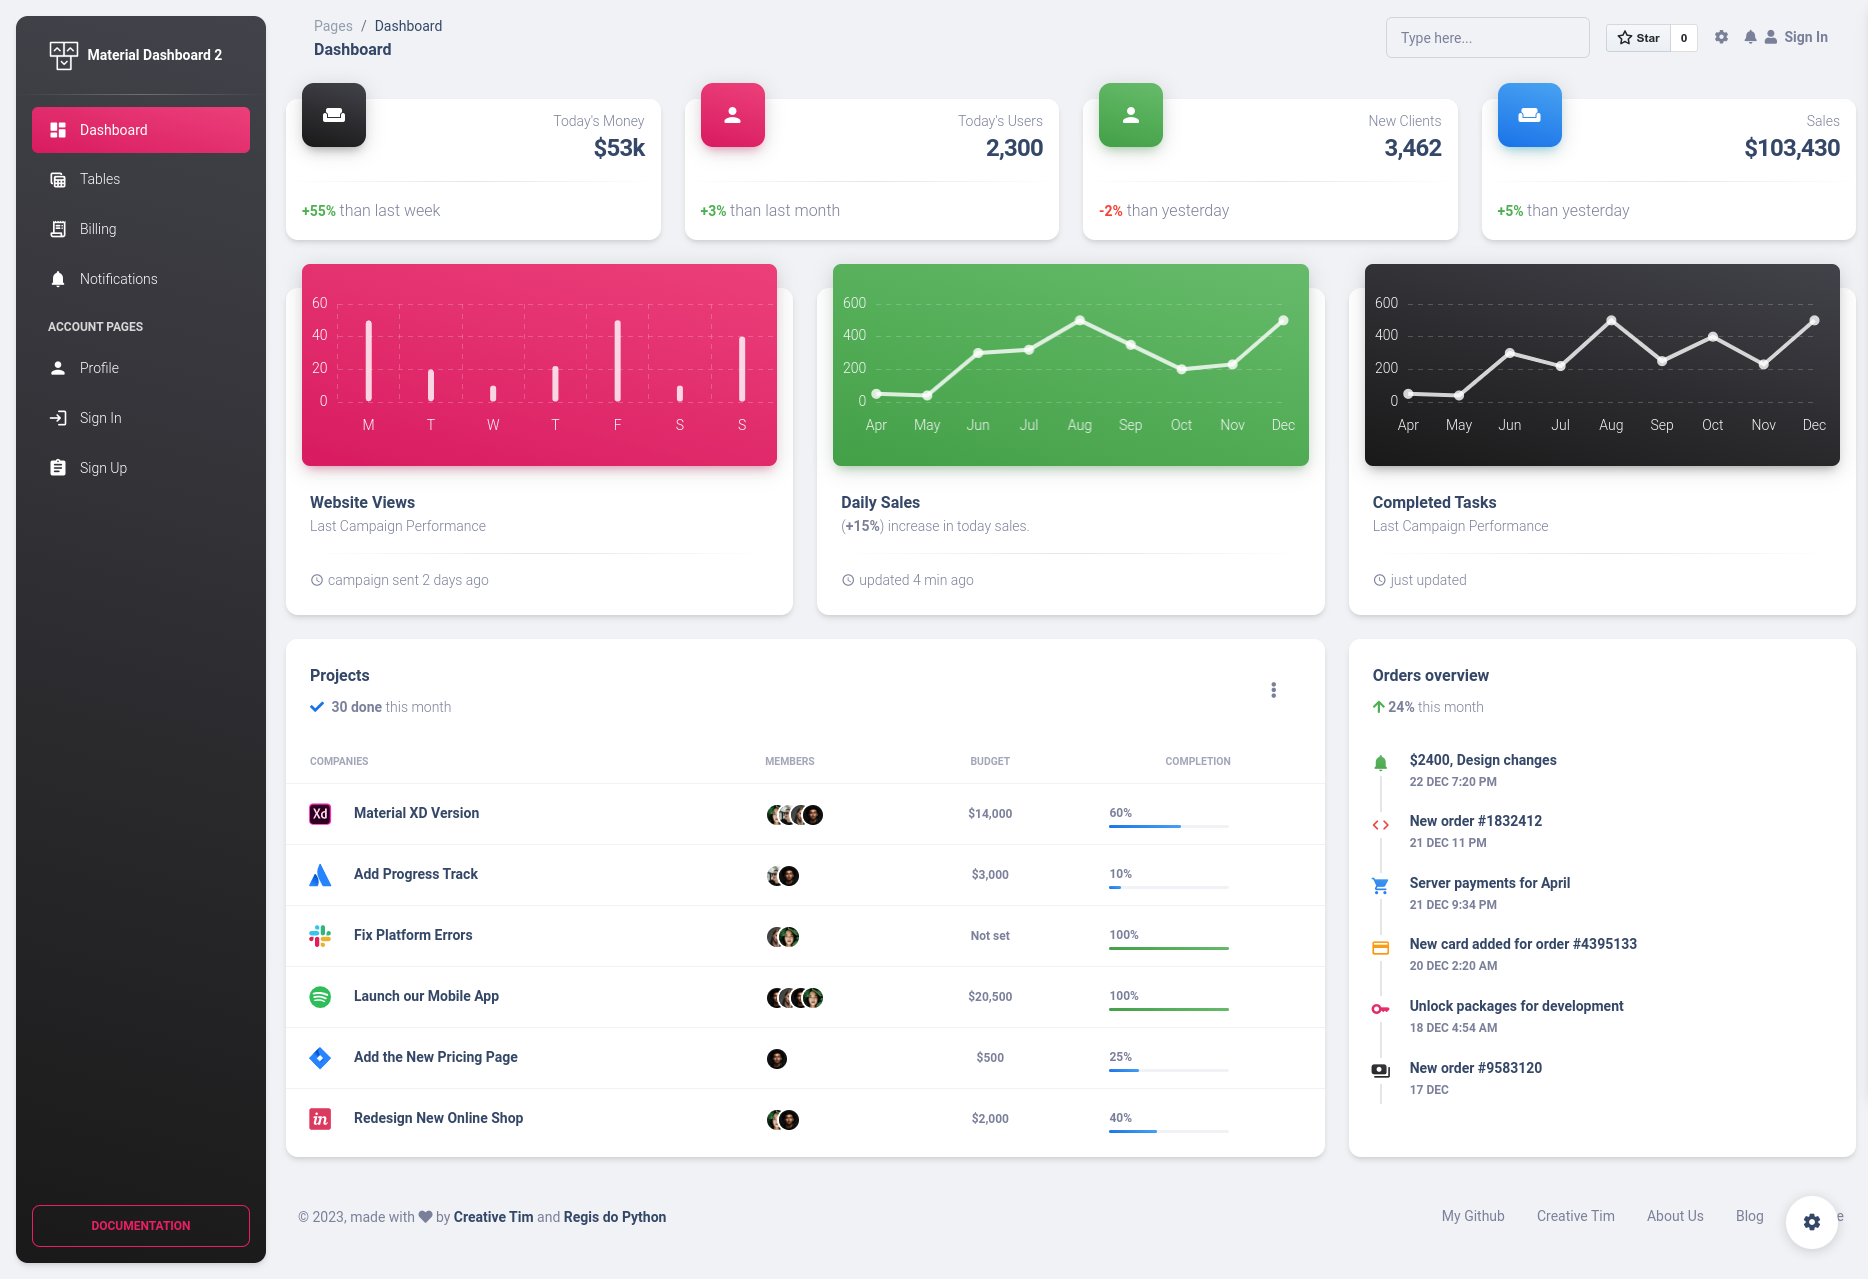 Material Dashboard 2
Dashboard
Tables
Billing
Notifications
ACCOUNT PAGES
Profile
Sign In
Sign Up
DOCUMENTATION
Pages / Dashboard
Dashboard
Type here...
Star 0
Sign In
Today's Money
$53k
+55% than last week
Today's Users
2,300
+3% than last month
New Clients
3,462
-2% than yesterday
Sales
$103,430
+5% than yesterday
60
40
20
0
M T W T F S S
Website Views
Last Campaign Performance
campaign sent 2 days ago
600
400
200
0
Apr May Jun Jul Aug Sep Oct Nov Dec
Daily Sales
(+15%) increase in today sales.
updated 4 min ago
600
400
200
0
Apr May Jun Jul Aug Sep Oct Nov Dec
Completed Tasks
Last Campaign Performance
just updated
Projects
30 done this month
COMPANIES MEMBERS BUDGET COMPLETION
Xd Material XD Version $14,000 60%
Add Progress Track $3,000 10%
Fix Platform Errors Not set 100%
Launch our Mobile App $20,500 100%
Add the New Pricing Page $500 25%
in Redesign New Online Shop $2,000 40%
Orders overview
24% this month
$2400, Design changes
22 DEC 7:20 PM
New order #1832412
21 DEC 11 PM
Server payments for April
21 DEC 9:34 PM
New card added for order #4395133
20 DEC 2:20 AM
Unlock packages for development
18 DEC 4:54 AM
New order #9583120
17 DEC
© 2023, made with by Creative Tim and Regis do Python
My Github Creative Tim About Us Blog